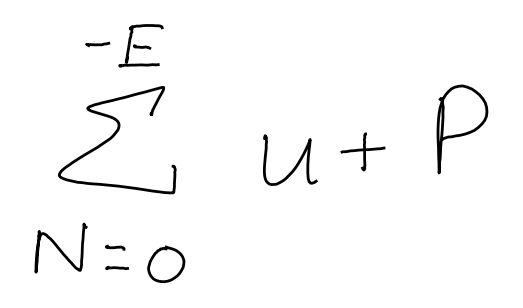 -E
∑ u + P
N = 0